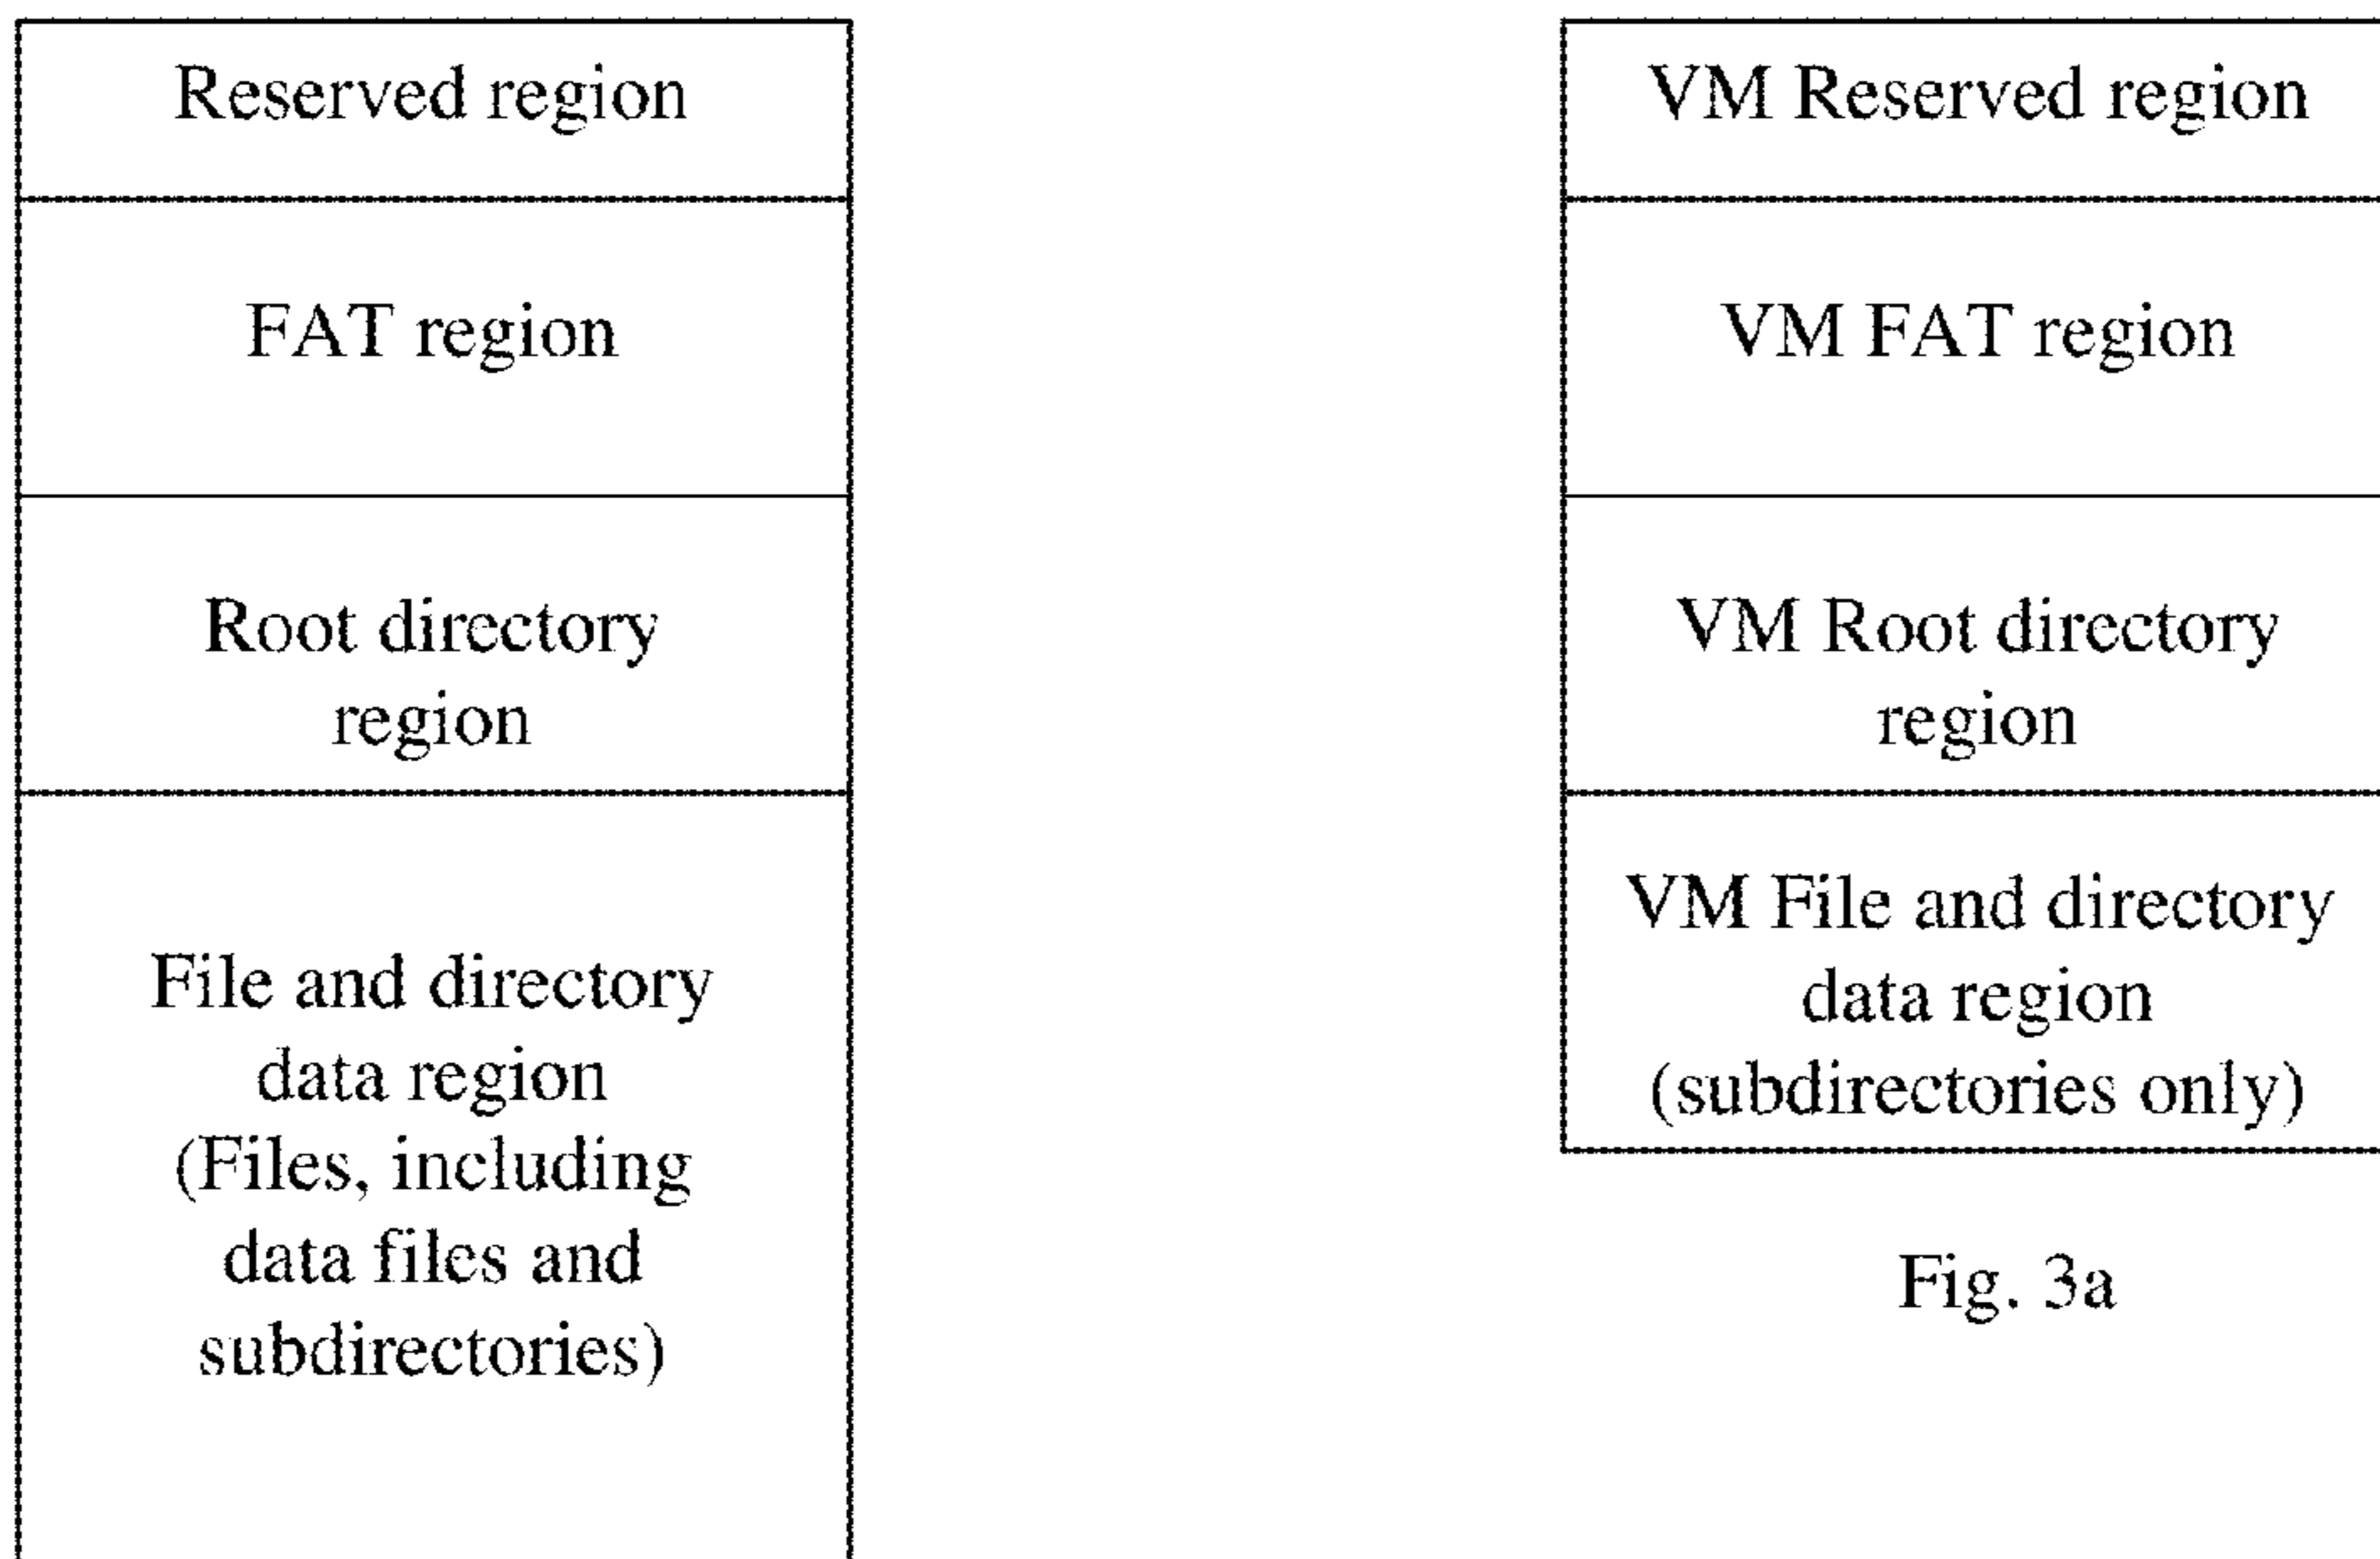 Reserved region
FAT region
Root directory
region
File and directory
data region
(Files, including
data files and
subdirectories)
VM Reserved region
VM FAT region
VM Root directory
region
VM File and directory
data region
(subdirectories only)
Fig. 3a